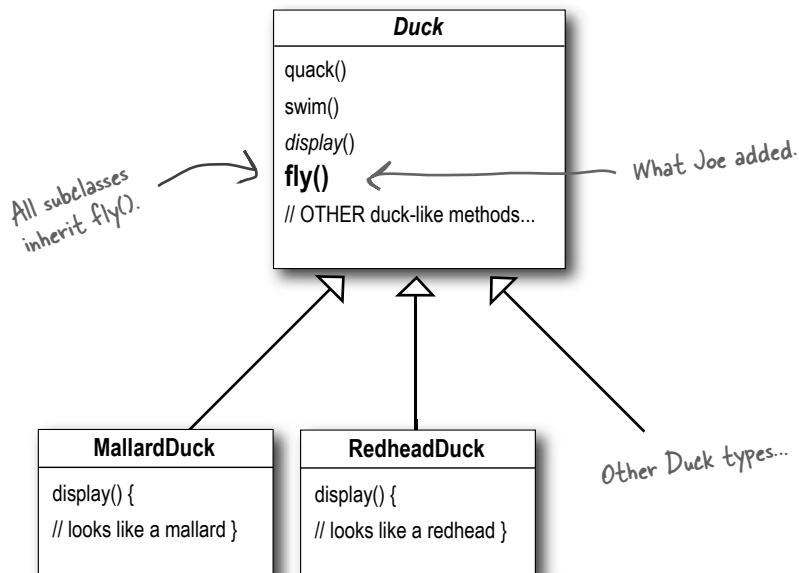 Duck
quack()
swim()
display()
fly()
// OTHER duck-like methods...
All subclasses
inherit fly().
What Joe added.
MallardDuck
display() {
// looks like a mallard }
RedheadDuck
display() {
// looks like a redhead }
Other Duck types...